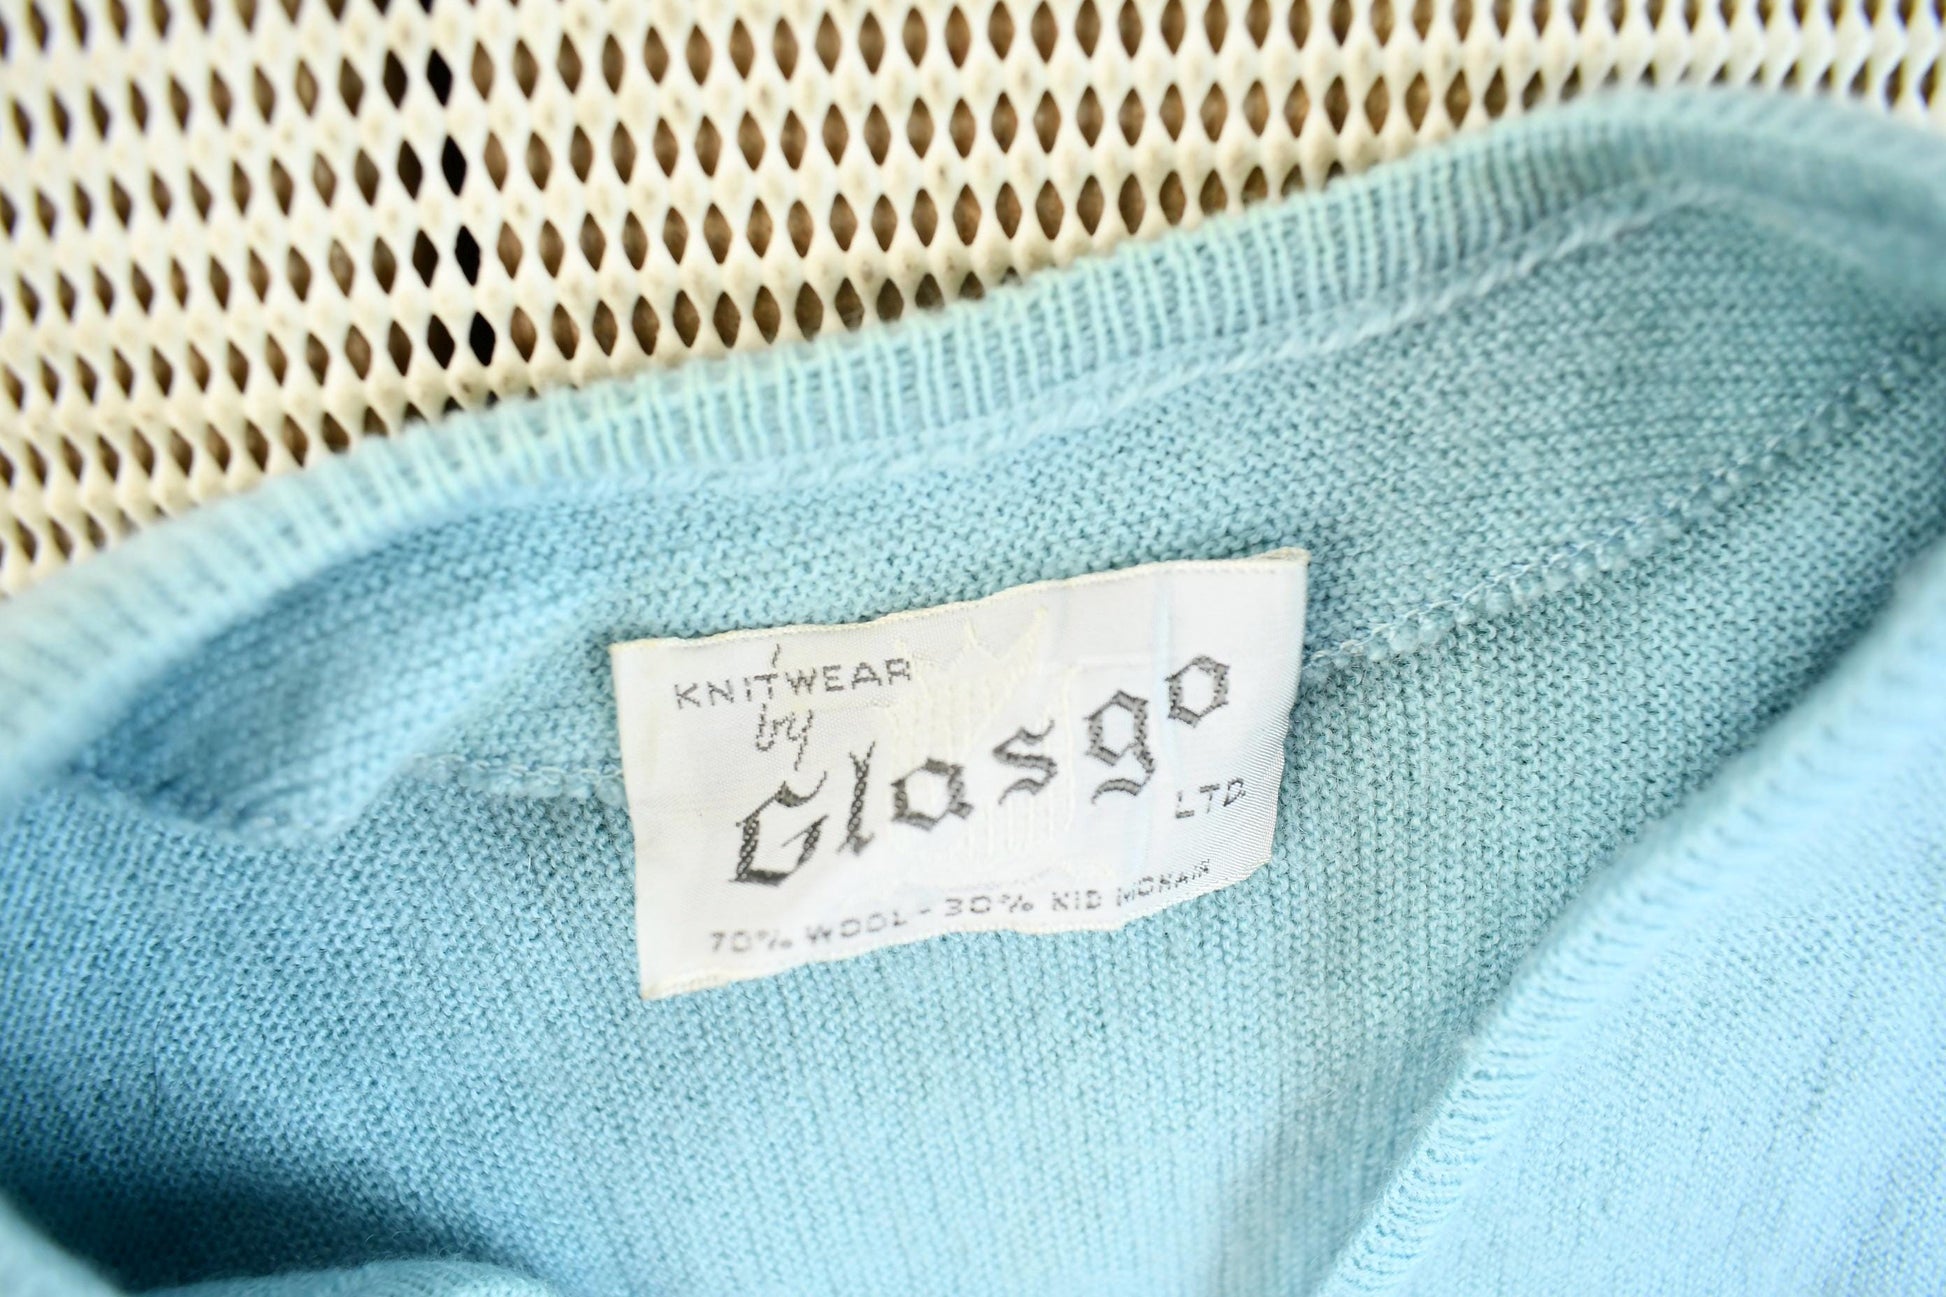 KNITWEAR
by
Glasgo
LTD
70% WOOL-30% KID MOHAIR